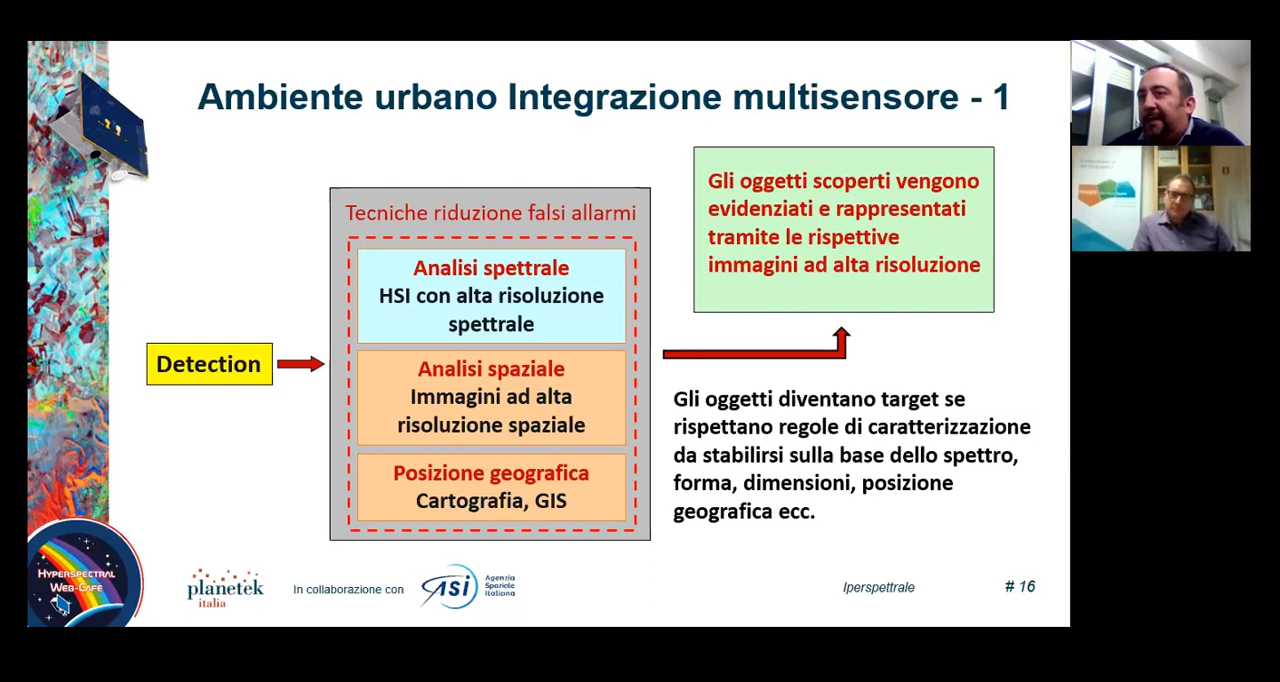 Ambiente urbano Integrazione multisensore - 1
Tecniche riduzione falsi allarmi
Analisi spettrale
HSI con alta risoluzione
spettrale
Detection
Analisi spaziale
Immagini ad alta
risoluzione spaziale
Posizione geografica
Cartografia, GIS
Gli oggetti scoperti vengono
evidenziati e rappresentati
tramite le rispettive
immagini ad alta risoluzione
Gli oggetti diventano target se
rispettano regole di caratterizzazione
da stabilirsi sulla base dello spettro,
forma, dimensioni, posizione
geografica ecc.
HYPERSPECTRAL
WEB-CAFÈ
planetek
italia
In collaborazione con
ASI
Agenzia
Spaziale
Italiana
Iperspettrale
# 16